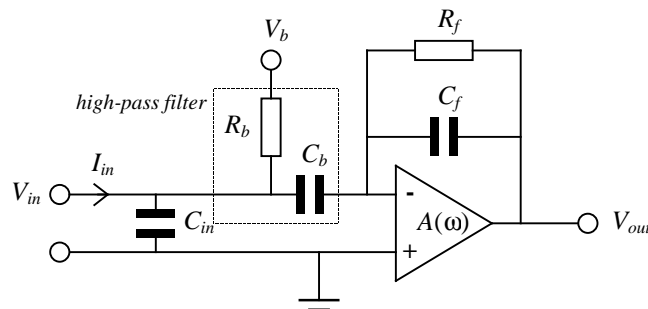 R_f
V_b
high-pass filter
C_f
R_b
C_b
I_in
V_in
-
C_in
A(ω)
V_out
+